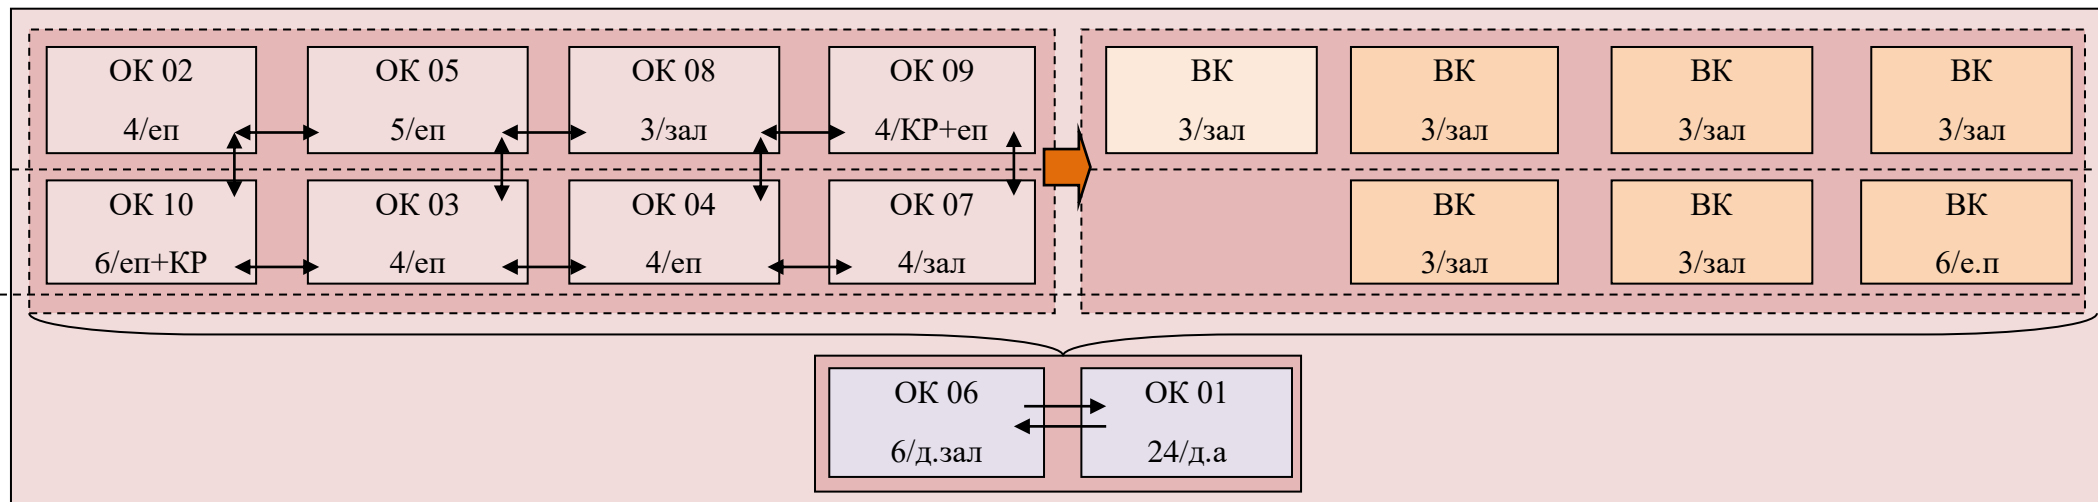 ОК 02
4/еп
ОК 05
5/еп
ОК 08
3/зал
ОК 09
4/КР+еп
ВК
3/зал
ВК
3/зал
ВК
3/зал
ВК
3/зал
ОК 10
6/еп+КР
ОК 03
4/еп
ОК 04
4/еп
ОК 07
4/зал
ВК
3/зал
ВК
3/зал
ВК
6/е.п
ОК 06
6/д.зал
ОК 01
24/д.а